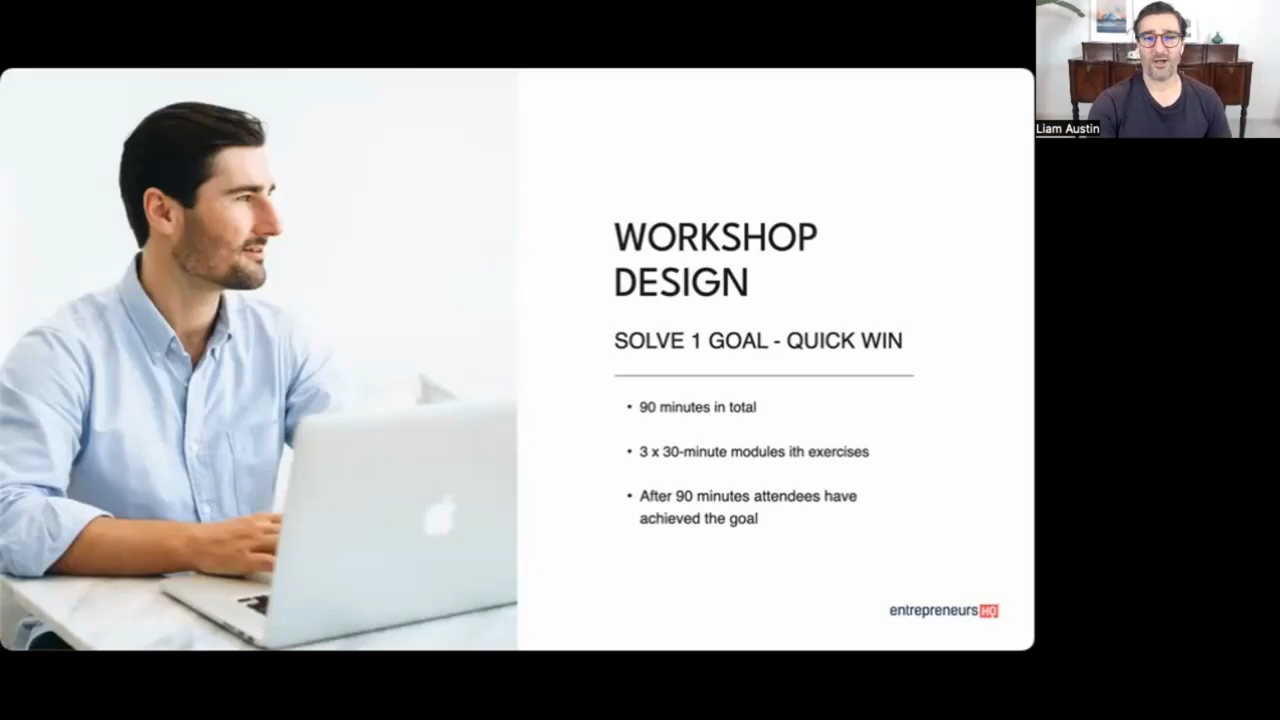 WORKSHOP
DESIGN
SOLVE 1 GOAL - QUICK WIN
• 90 minutes in total
• 3 x 30-minute modules ith exercises
• After 90 minutes attendees have
achieved the goal
entrepreneurs HQ
Liam Austin